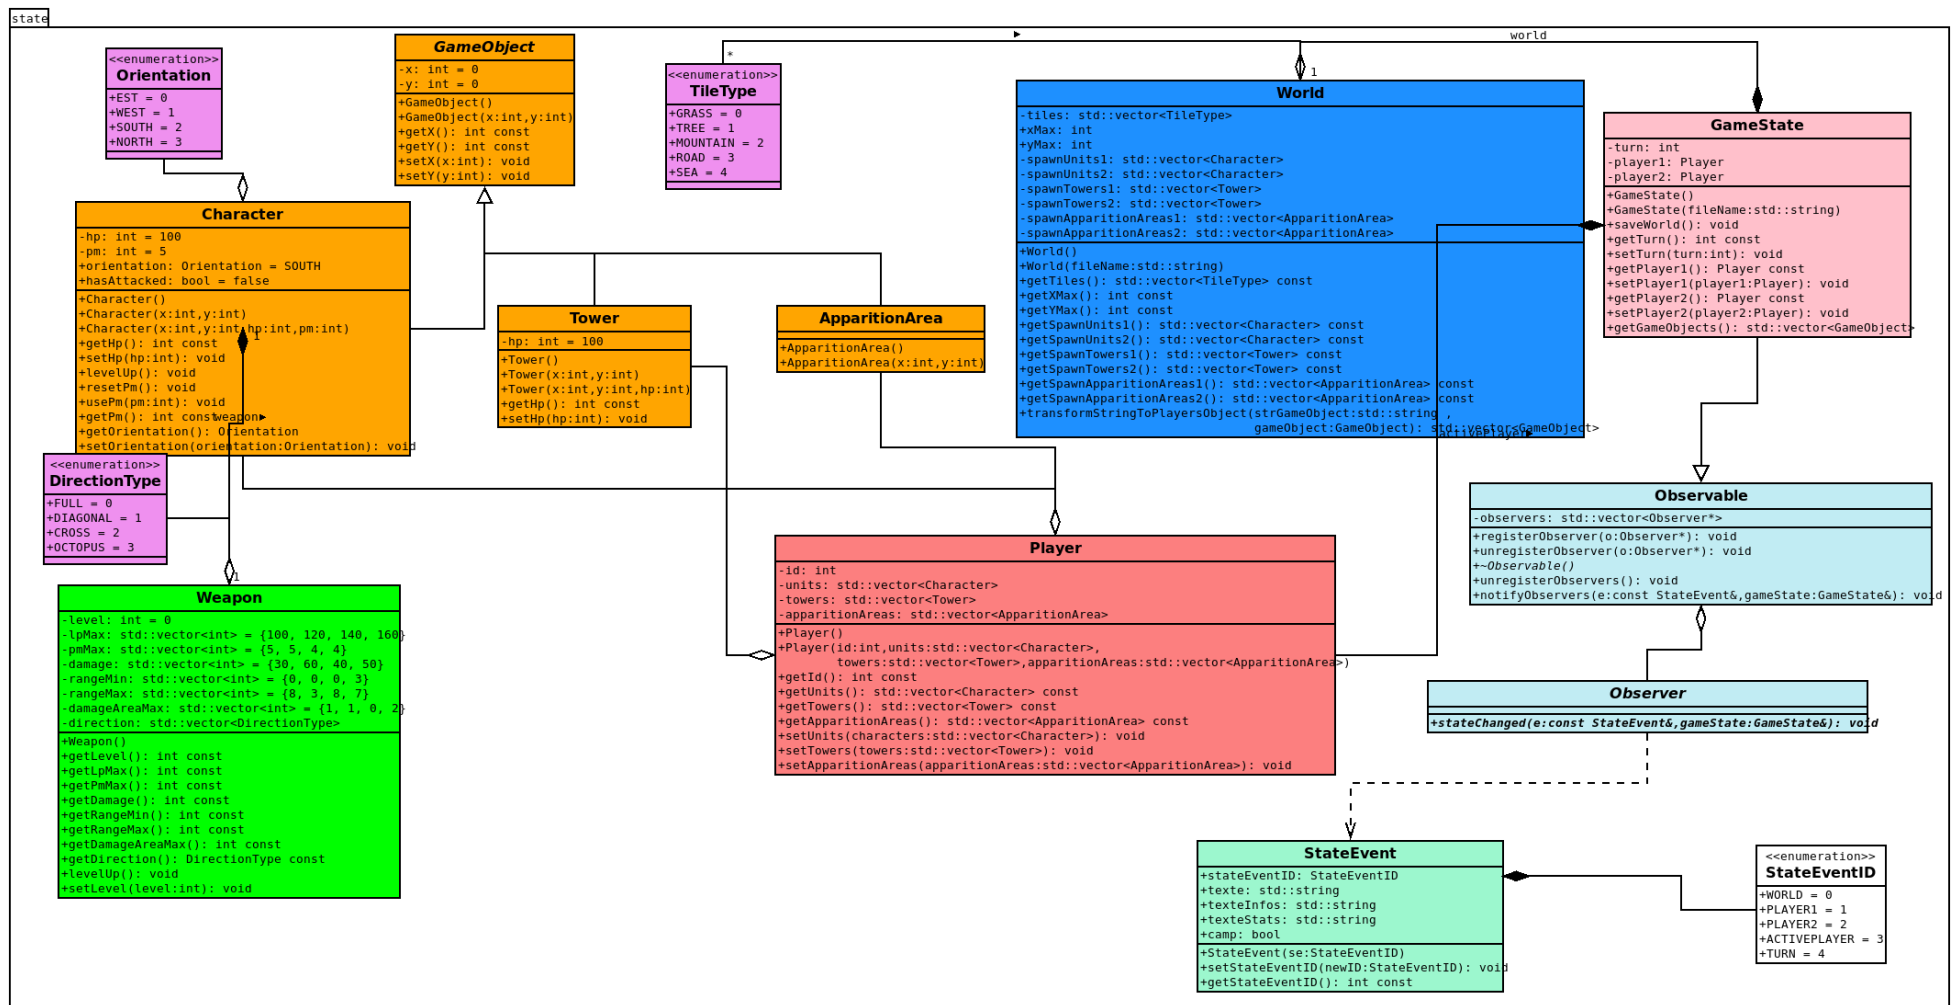 state
<<enumeration>>
Orientation
+EST = 0
+WEST = 1
+SOUTH = 2
+NORTH = 3
GameObject
-x: int = 0
-y: int = 0
+GameObject()
+GameObject(x:int,y:int)
+getX(): int const
+getY(): int const
+setX(x:int): void
+setY(y:int): void
*
<<enumeration>>
TileType
+GRASS = 0
+TREE = 1
+MOUNTAIN = 2
+ROAD = 3
+SEA = 4
world
1
World
-tiles: std::vector<TileType>
+xMax: int
+yMax: int
-spawnUnits1: std::vector<Character>
-spawnUnits2: std::vector<Character>
-spawnTowers1: std::vector<Tower>
-spawnTowers2: std::vector<Tower>
-spawnApparitionAreas1: std::vector<ApparitionArea>
-spawnApparitionAreas2: std::vector<ApparitionArea>
+World()
+World(fileName:std::string)
+getTiles(): std::vector<TileType> const
+getXMax(): int const
+getYMax(): int const
+getSpawnUnits1(): std::vector<Character> const
+getSpawnUnits2(): std::vector<Character> const
+getSpawnTowers1(): std::vector<Tower> const
+getSpawnTowers2(): std::vector<Tower> const
+getSpawnApparitionAreas1(): std::vector<ApparitionArea> const
+getSpawnApparitionAreas2(): std::vector<ApparitionArea> const
+transformStringToPlayersObject(strGameObject:std::string ,
gameObject:GameObject): std::vector<GameObject>
activePlayer
GameState
-turn: int
-player1: Player
-player2: Player
+GameState()
+GameState(fileName:std::string)
+saveWorld(): void
+getTurn(): int const
+setTurn(turn:int): void
+getPlayer1(): Player const
+setPlayer1(player1:Player): void
+getPlayer2(): Player const
+setPlayer2(player2:Player): void
+getGameObjects(): std::vector<GameObject>
Character
-hp: int = 100
-pm: int = 5
+orientation: Orientation = SOUTH
+hasAttacked: bool = false
+Character()
+Character(x:int,y:int)
+Character(x:int,y:int,hp:int,pm:int)
1
+getHp(): int const
+setHp(hp:int): void
+levelUp(): void
+resetPm(): void
+usePm(pm:int): void
+getPm(): int const
weapon
+getOrientation(): Orientation
+setOrientation(orientation:Orientation): void
Tower
-hp: int = 100
+Tower()
+Tower(x:int,y:int)
+Tower(x:int,y:int,hp:int)
+getHp(): int const
+setHp(hp:int): void
ApparitionArea
+ApparitionArea()
+ApparitionArea(x:int,y:int)
<<enumeration>>
DirectionType
+FULL = 0
+DIAGONAL = 1
+CROSS = 2
+OCTOPUS = 3
1
Weapon
-level: int = 0
-lpMax: std::vector<int> = {100, 120, 140, 160}
-pmMax: std::vector<int> = {5, 5, 4, 4}
-damage: std::vector<int> = {30, 60, 40, 50}
-rangeMin: std::vector<int> = {0, 0, 0, 3}
-rangeMax: std::vector<int> = {8, 3, 8, 7}
-damageAreaMax: std::vector<int> = {1, 1, 0, 2}
-direction: std::vector<DirectionType>
+Weapon()
+getLevel(): int const
+getLpMax(): int const
+getPmMax(): int const
+getDamage(): int const
+getRangeMin(): int const
+getRangeMax(): int const
+getDamageAreaMax(): int const
+getDirection(): DirectionType const
+levelUp(): void
+setLevel(level:int): void
Player
-id: int
-units: std::vector<Character>
-towers: std::vector<Tower>
-apparitionAreas: std::vector<ApparitionArea>
+Player()
+Player(id:int,units:std::vector<Character>,
towers:std::vector<Tower>,apparitionAreas:std::vector<ApparitionArea>)
+getId(): int const
+getUnits(): std::vector<Character> const
+getTowers(): std::vector<Tower> const
+getApparitionAreas(): std::vector<ApparitionArea> const
+setUnits(characters:std::vector<Character>): void
+setTowers(towers:std::vector<Tower>): void
+setApparitionAreas(apparitionAreas:std::vector<ApparitionArea>): void
Observable
-observers: std::vector<Observer*>
+registerObserver(o:Observer*): void
+unregisterObserver(o:Observer*): void
+~Observable()
+unregisterObservers(): void
+notifyObservers(e:const StateEvent&,gameState:GameState&): void
Observer
+stateChanged(e:const StateEvent&,gameState:GameState&): void
StateEvent
+stateEventID: StateEventID
+texte: std::string
+texteInfos: std::string
+texteStats: std::string
+camp: bool
+StateEvent(se:StateEventID)
+setStateEventID(newID:StateEventID): void
+getStateEventID(): int const
<<enumeration>>
StateEventID
+WORLD = 0
+PLAYER1 = 1
+PLAYER2 = 2
+ACTIVEPLAYER = 3
+TURN = 4